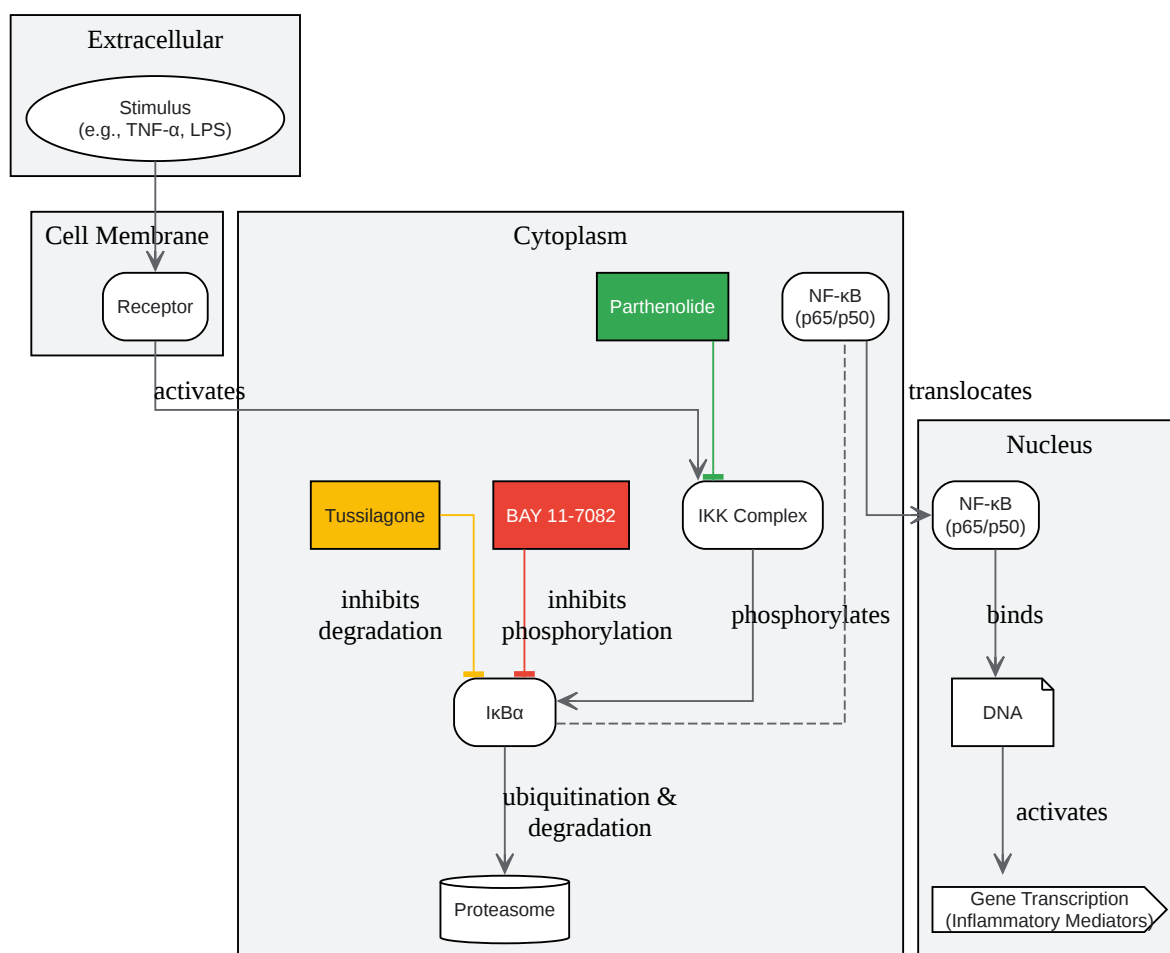 Extracellular
Stimulus
(e.g., TNF-α, LPS)
Cell Membrane
Receptor
activates
Cytoplasm
Parthenolide
NF-κB
(p65/p50)
translocates
Tussilagone
BAY 11-7082
IKK Complex
inhibits
degradation
inhibits
phosphorylation
phosphorylates
IκBα
ubiquitination &
degradation
Proteasome
Nucleus
NF-κB
(p65/p50)
binds
DNA
activates
Gene Transcription
(Inflammatory Mediators)